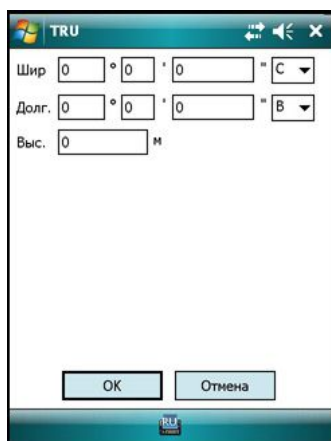 TRU
Шир 0 ° 0 ' 0 " С
Долг. 0 ° 0 ' 0 " В
Выс. 0 м
OK Отмена
RU